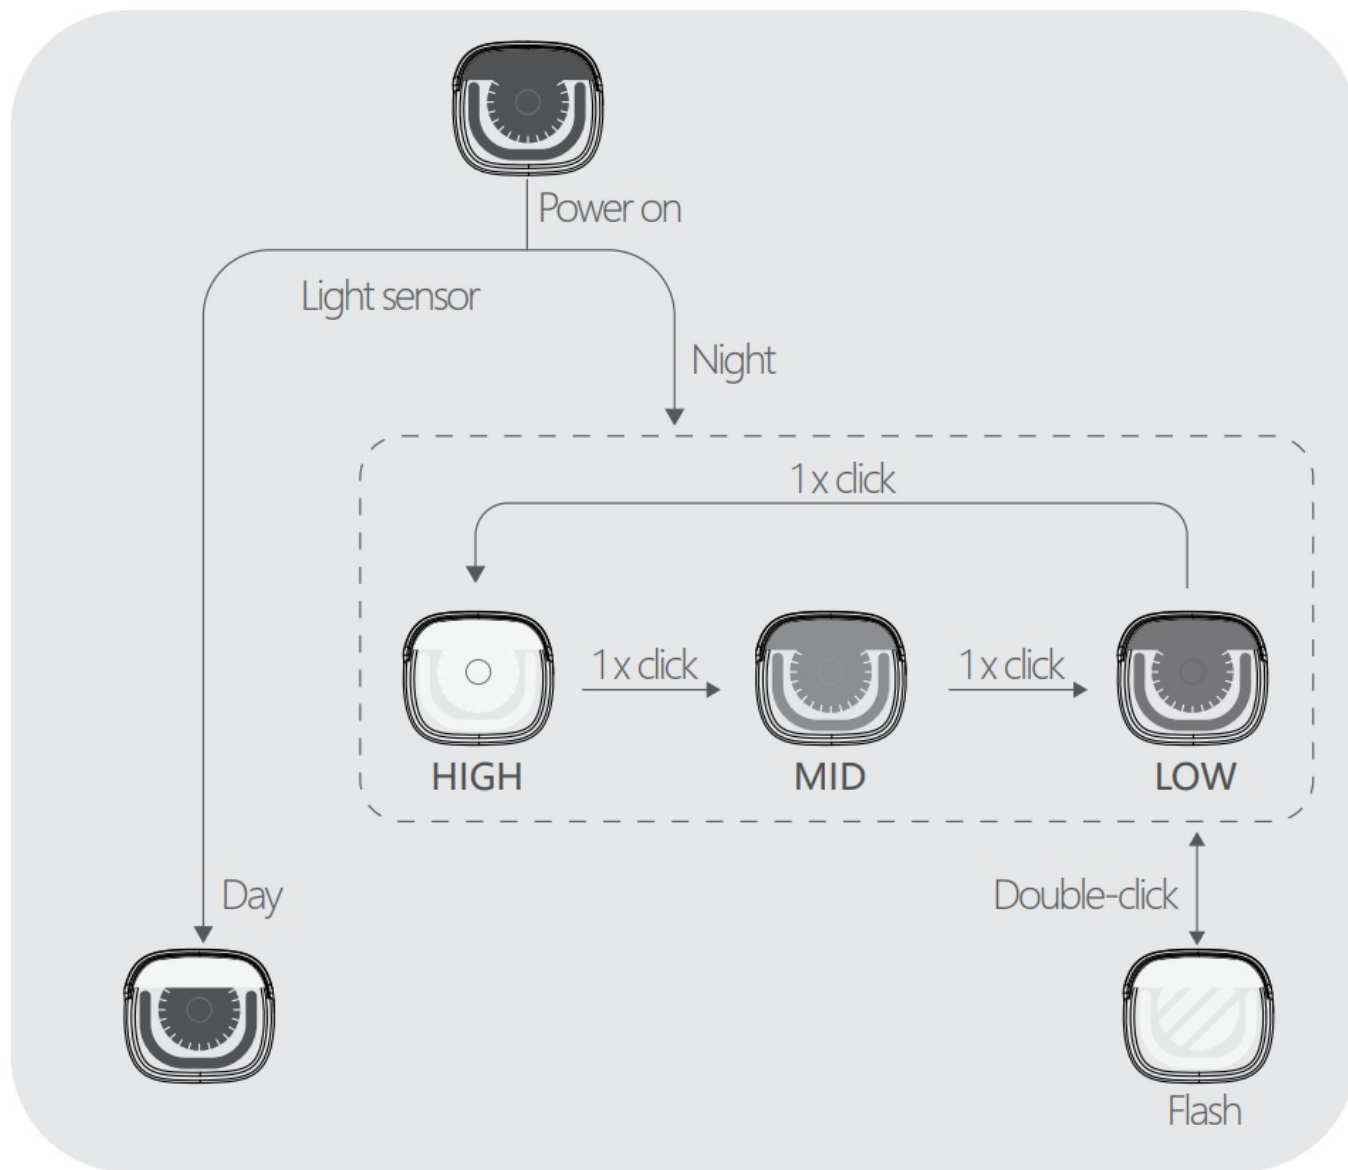 Power on
Light sensor
Night
1 x click
1 x click
1 x click
HIGH
MID
LOW
Day
Double-click
Flash